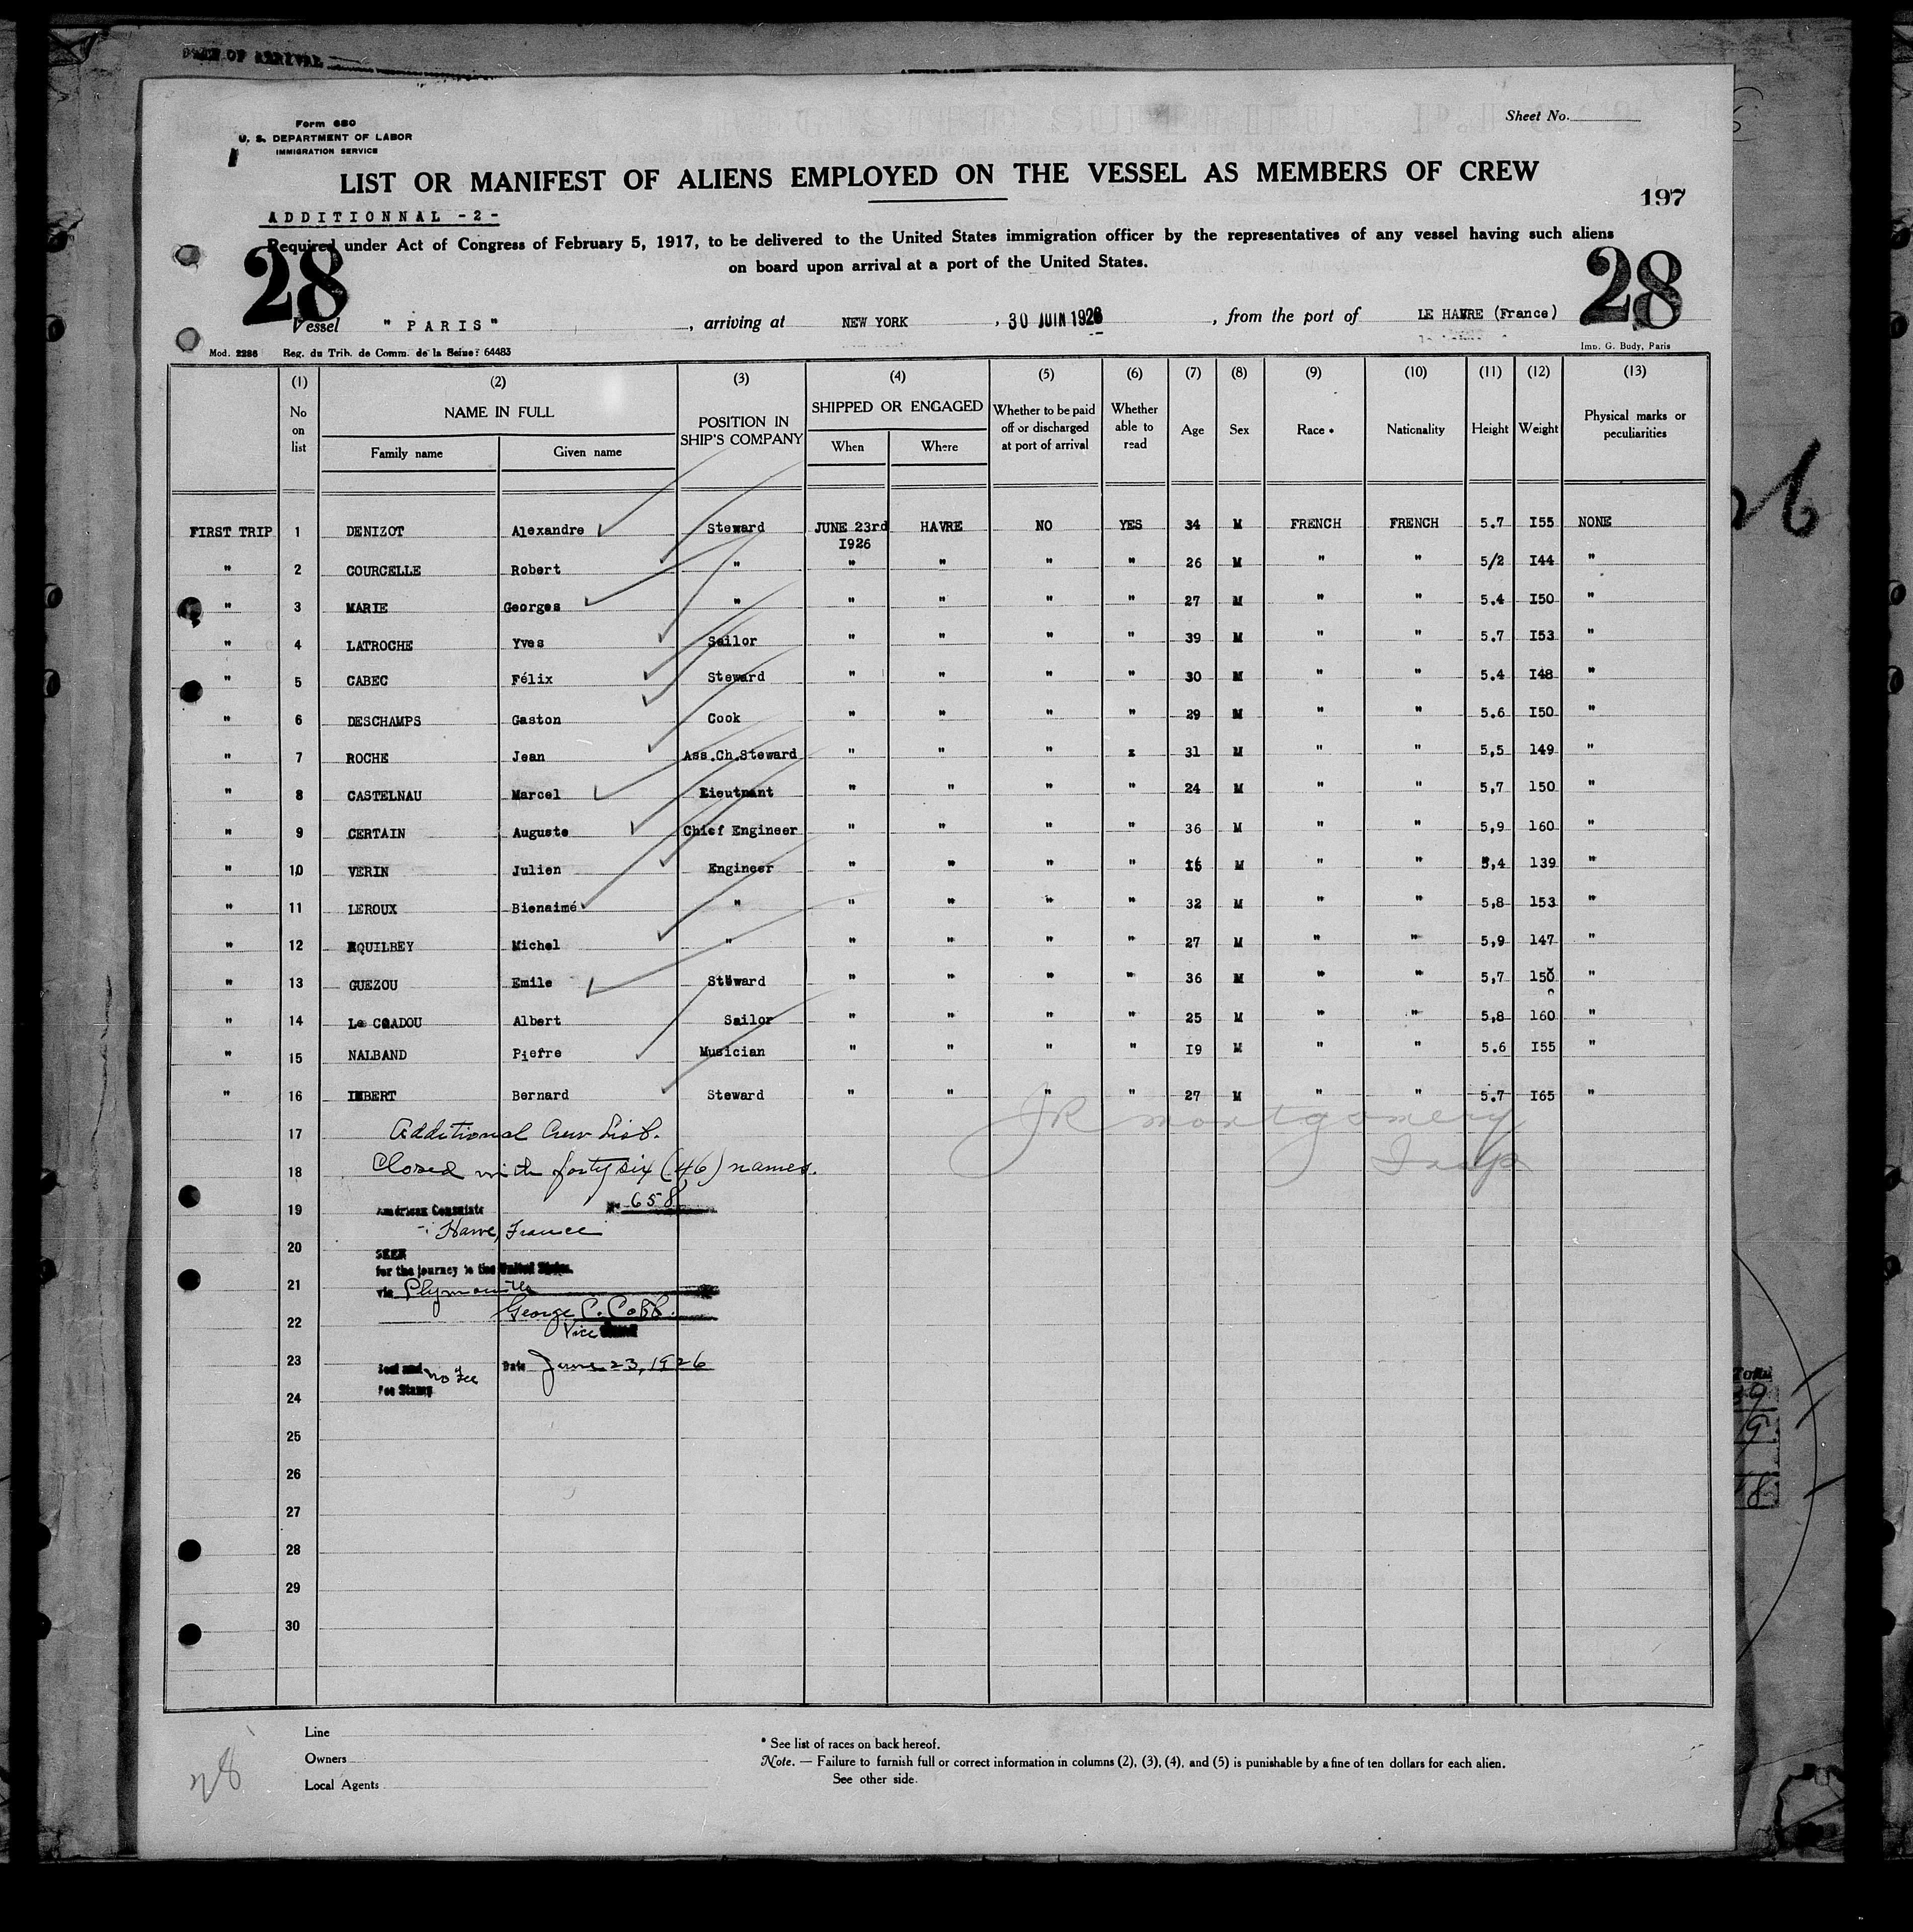 Form 680
U. S. DEPARTMENT OF LABOR
IMMIGRATION SERVICE
Sheet No.
LIST OR MANIFEST OF ALIENS EMPLOYED ON THE VESSEL AS MEMBERS OF CREW
197
ADDITIONNAL -2-
Required under Act of Congress of February 5, 1917, to be delivered to the United States immigration officer by the representatives of any vessel having such aliens
on board upon arrival at a port of the United States.
28 28
Vessel " PARIS " , arriving at NEW YORK , 30 JUIN 1926 , from the port of LE HAVRE (France)
Mod. 2286 Reg. du Trib. de Comm. de la Seine: 64483 Imp. G. Budy, Paris
(1) (2) (3) (4) (5) (6) (7) (8) (9) (10) (11) (12) (13)
No on list NAME IN FULL Family name Given name POSITION IN SHIP'S COMPANY SHIPPED OR ENGAGED When Where Whether to be paid off or discharged at port of arrival Whether able to read Age Sex Race • Nationality Height Weight Physical marks or peculiarities
FIRST TRIP 1 DENIZOT Alexandre Steward JUNE 23rd 1926 HAVRE NO YES 34 M FRENCH FRENCH 5.7 I55 NONE
" 2 COURCELLE Robert " " " " " 26 M " " 5/2 I44 "
" 3 MARIE Georges " " " " " 27 M " " 5.4 I50 "
" 4 LATROCHE Yves Sailor " " " " 39 M " " 5.7 I53 "
" 5 CABEC Félix Steward " " " " 30 M " " 5.4 I48 "
" 6 DESCHAMPS Gaston Cook " " " " 29 M " " 5.6 I50 "
" 7 ROCHE Jean Ass.Ch.Steward " " " z 31 M " " 5,5 149 "
" 8 CASTELNAU Marcel Lieutnant " " " " 24 M " " 5,7 150 "
" 9 CERTAIN Auguste Chief Engineer " " " " 36 M " " 5,9 160 "
" 10 VERIN Julien Engineer " " " " M " " 5,4 139 "
" 11 LEROUX Bienaimé " " " " " 32 M " " 5,8 153 "
" 12 EQUILBEY Michel " " " " " 27 M " " 5,9 147 "
" 13 GUEZOU Emile Steward " " " " 36 M " " 5,7 150 "
" 14 Le COADOU Albert Sailor " " " " 25 M " " 5,8 160 "
" 15 NALBAND Pierre Musician " " " " I9 M " " 5.6 I55 "
" 16 IMBERT Bernard Steward " " " " 27 M " " 5.7 I65 "
JR Montgomery
Insp
17 Additional Crew List.
18 Closed with forty six (46) names.
19 American Consulate No 658
Havre, France
20 SEEN
for the journey to the United States
21 via Plymouth
George C. Cobb.
22 Vice Consul
23 Seal and Fee Stamp No Fee Date June 23, 1926
24
25
26
27
28
29
30
Line
Owners
Local Agents
* See list of races on back hereof.
Note. — Failure to furnish full or correct information in columns (2), (3), (4), and (5) is punishable by a fine of ten dollars for each alien.
See other side.
28